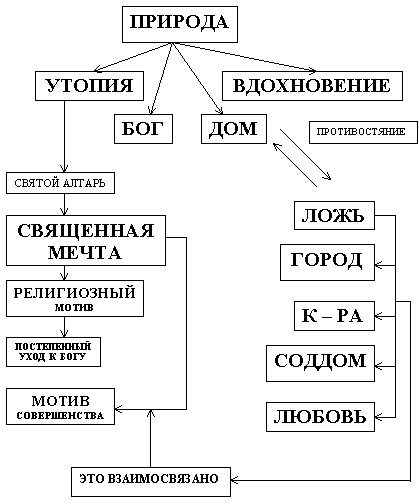 ПРИРОДА
УТОПИЯ
ВДОХНОВЕНИЕ
БОГ
ДОМ
ПРОТИВОСТЯНИЕ
СВЯТОЙ АЛТАРЬ
СВЯЩЕННАЯ
МЕЧТА
РЕЛИГИОЗНЫЙ
МОТИВ
ПОСТЕПЕННЫЙ
УХОД К БОГУ
МОТИВ
СОВЕРШЕНСТВА
ЛОЖЬ
ГОРОД
К – РА
СОДДОМ
ЛЮБОВЬ
ЭТО ВЗАИМОСВЯЗАНО